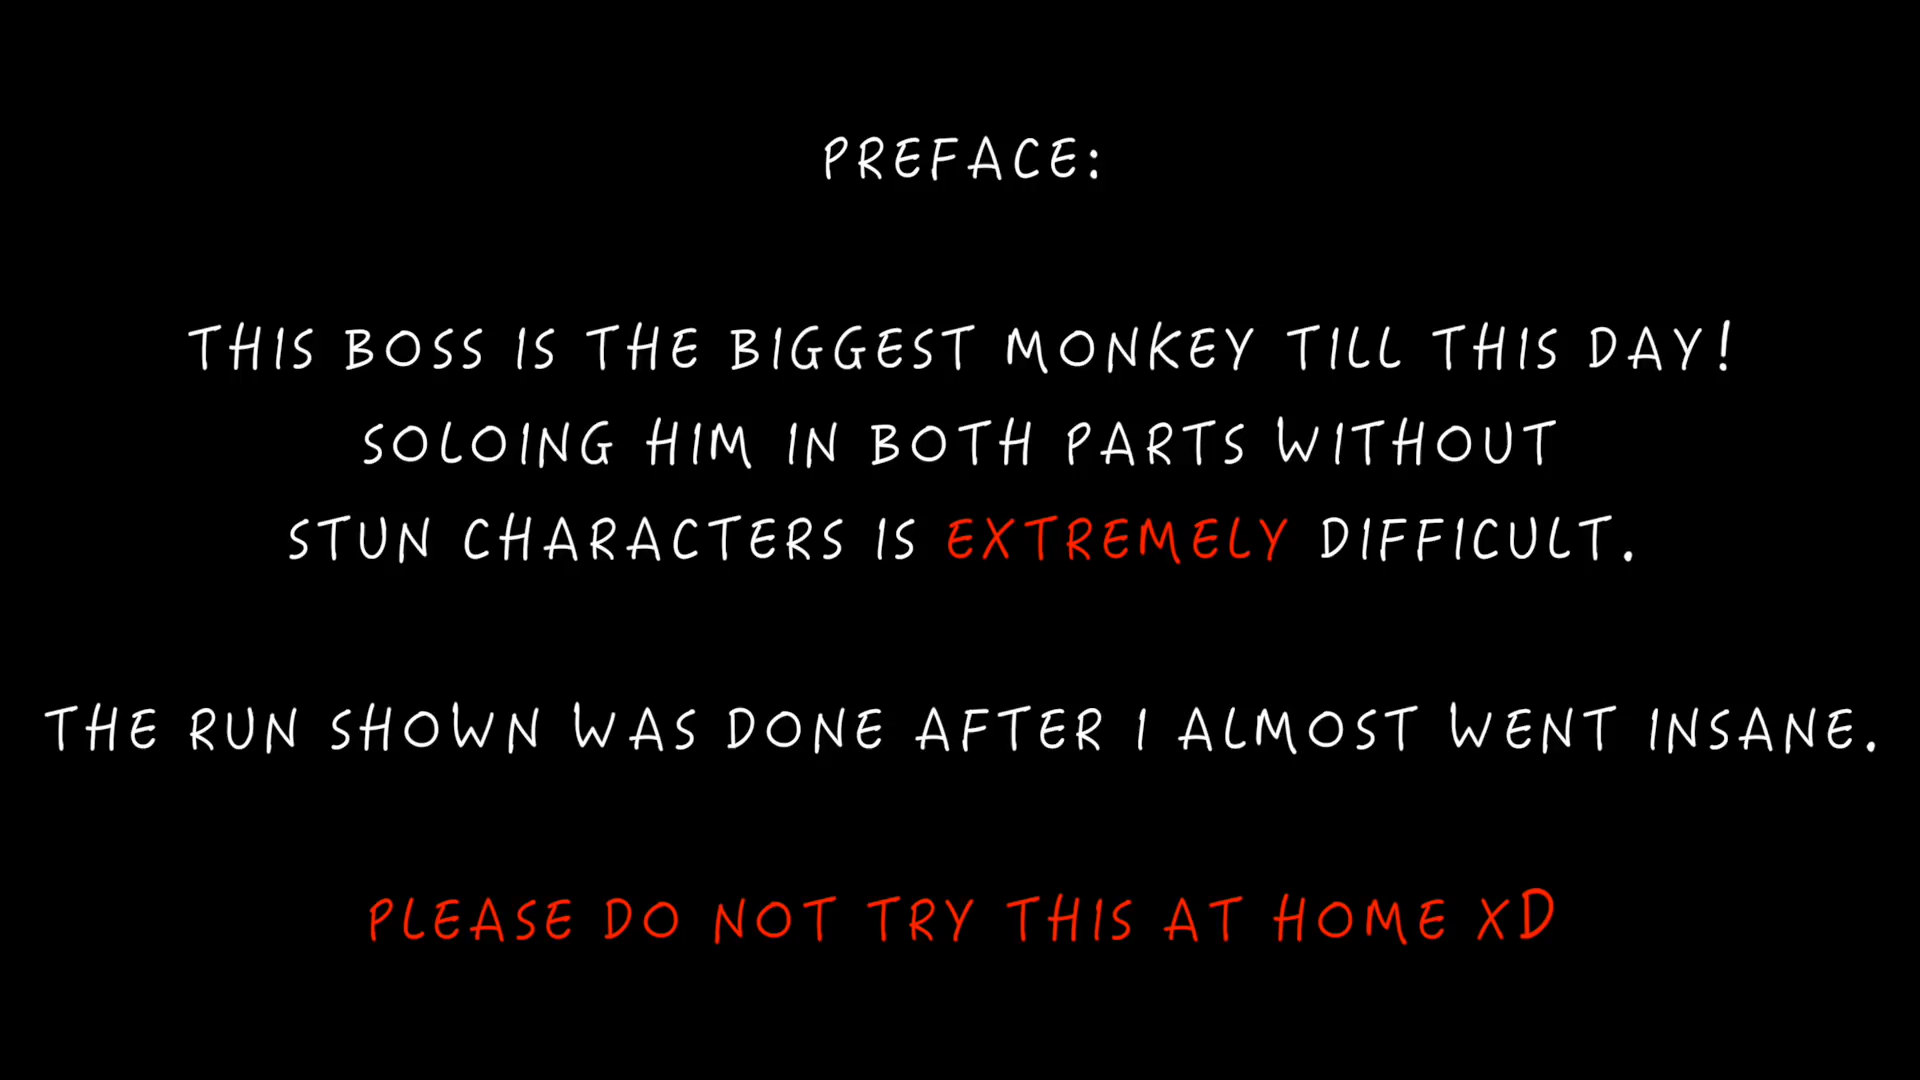 PREFACE:
THIS BOSS IS THE BIGGEST MONKEY TILL THIS DAY!
SOLOING HIM IN BOTH PARTS WITHOUT
STUN CHARACTERS IS EXTREMELY DIFFICULT.
THE RUN SHOWN WAS DONE AFTER I ALMOST WENT INSANE.
PLEASE DO NOT TRY THIS AT HOME XD